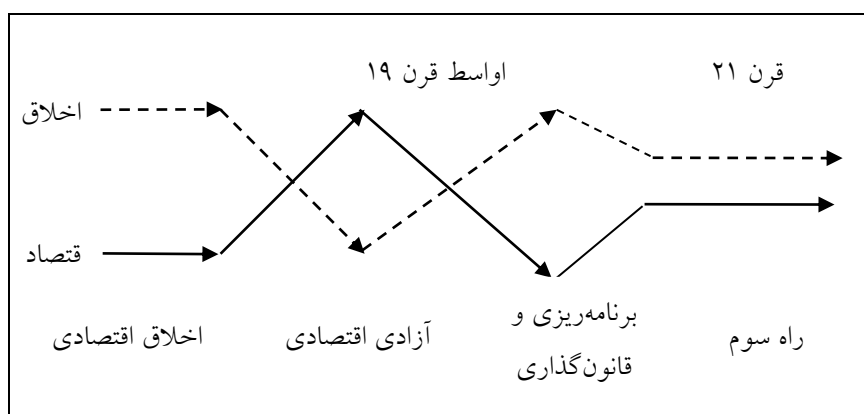 اواسط قرن ۱۹
قرن ۲۱
اخلاق
قتصاد
اخلاق اقتصادی
آزادی اقتصادی
برنامه‌ریزی و
قانون‌گذاری
راه سوم